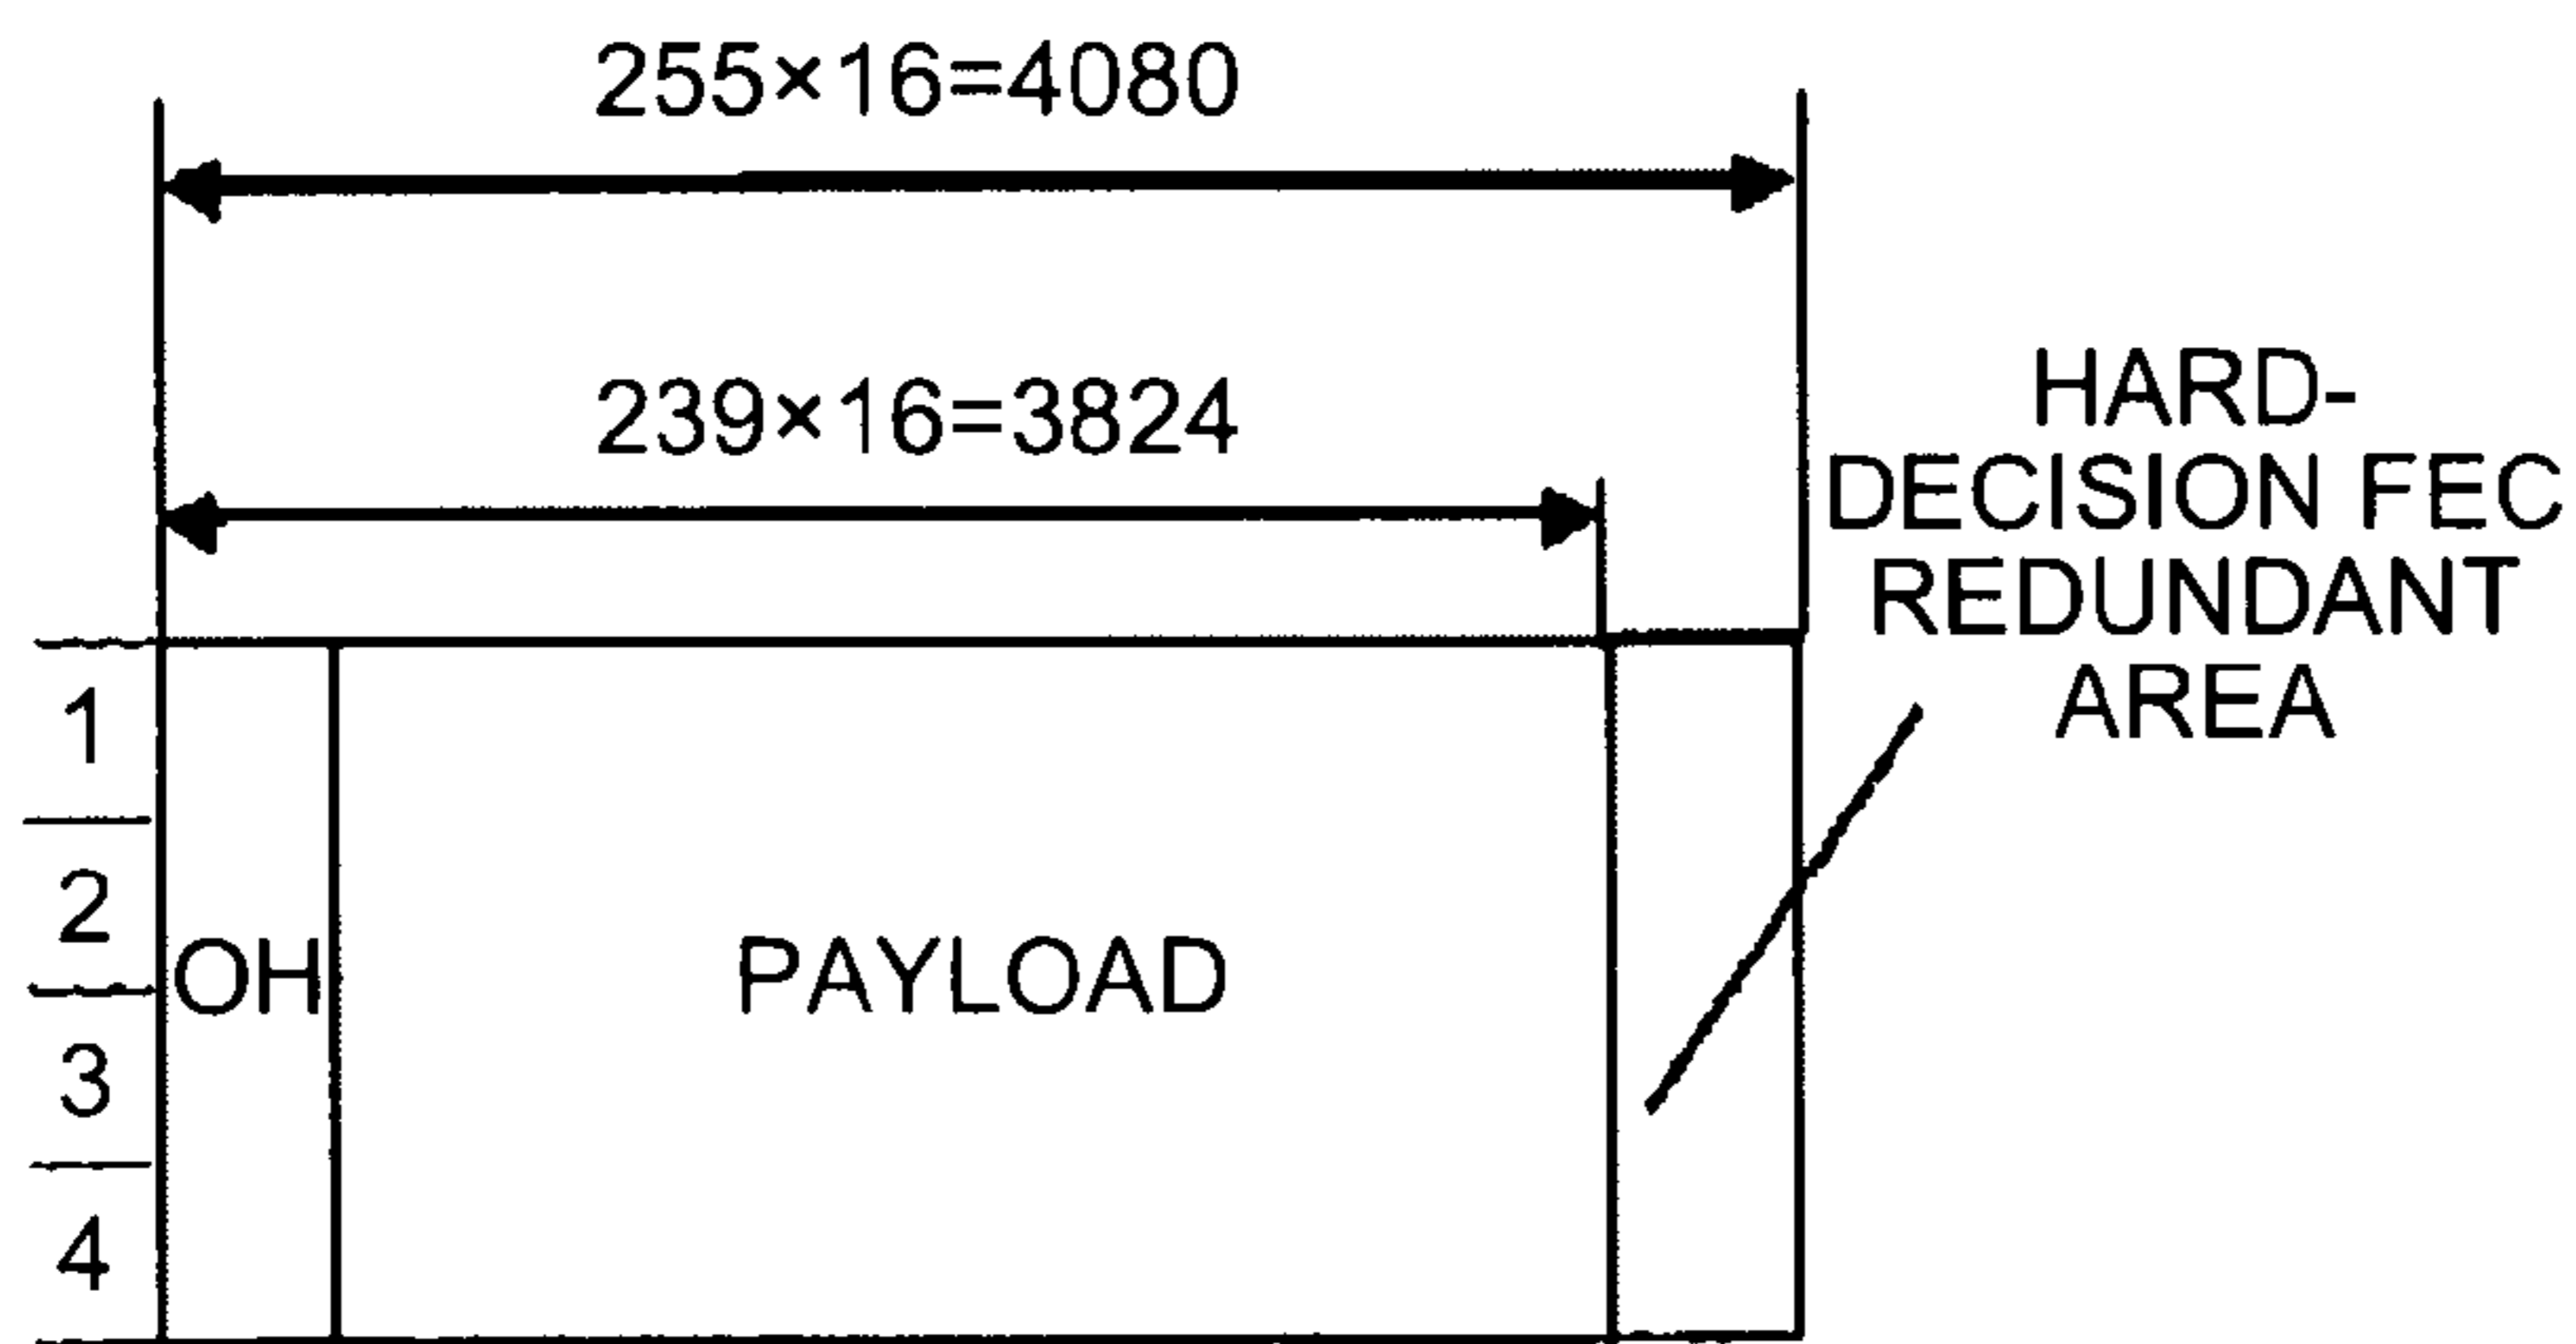 255×16=4080
239×16=3824
HARD-
DECISION FEC
REDUNDANT
AREA
1
2
OH
PAYLOAD
3
4